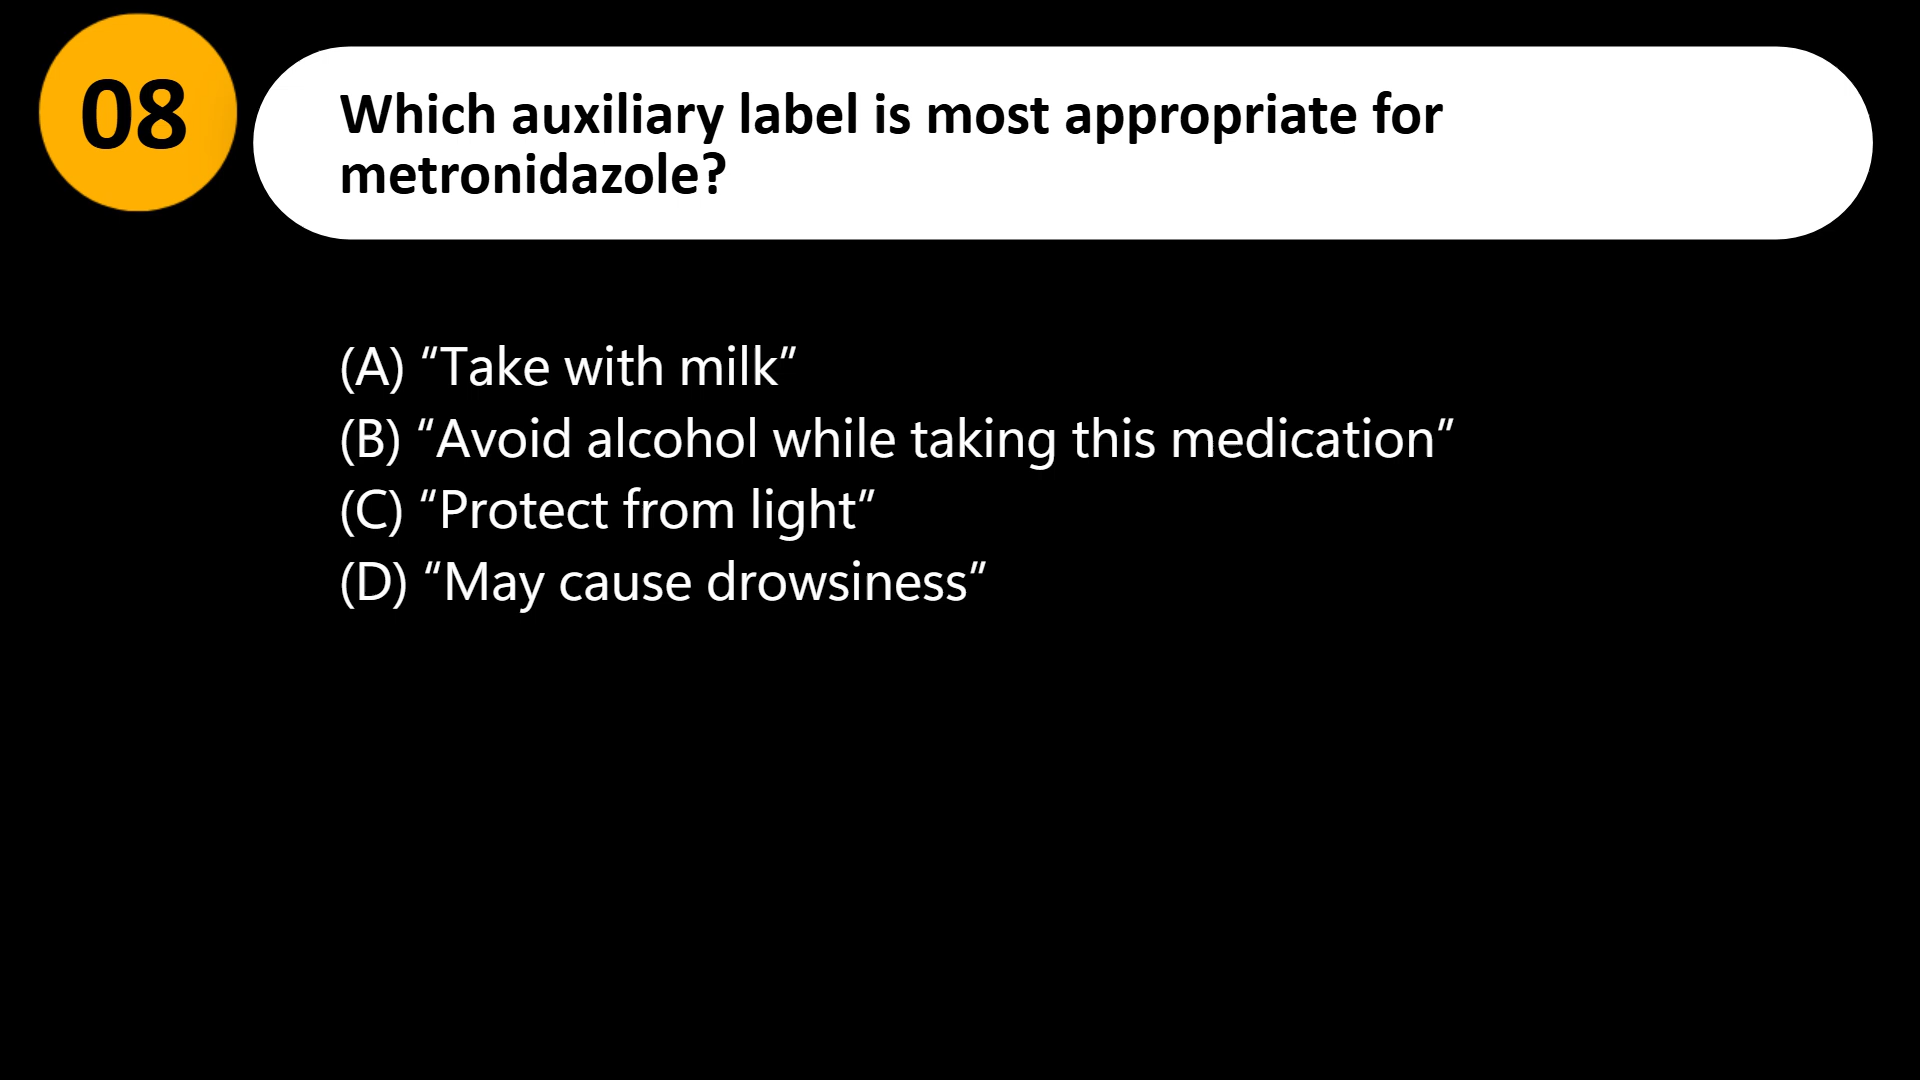 08
Which auxiliary label is most appropriate for
metronidazole?
(A) “Take with milk”
(B) “Avoid alcohol while taking this medication”
(C) “Protect from light”
(D) “May cause drowsiness”